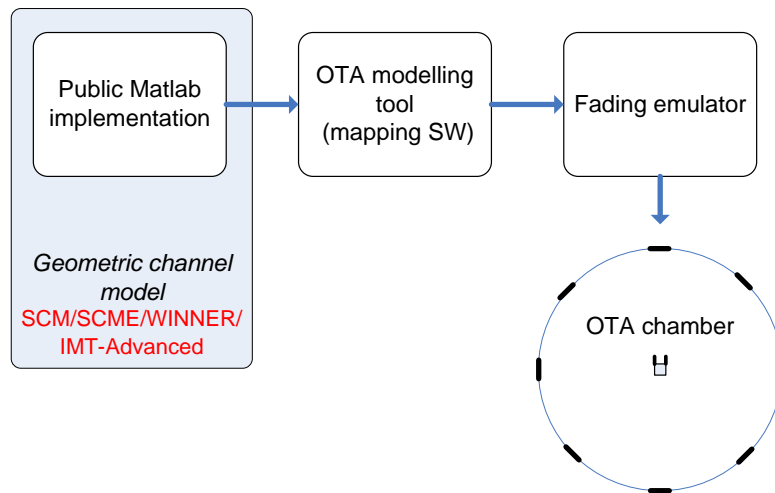 Public Matlab
implementation
OTA modelling
tool
(mapping SW)
Fading emulator
Geometric channel
model
SCM/SCME/WINNER/
IMT-Advanced
OTA chamber